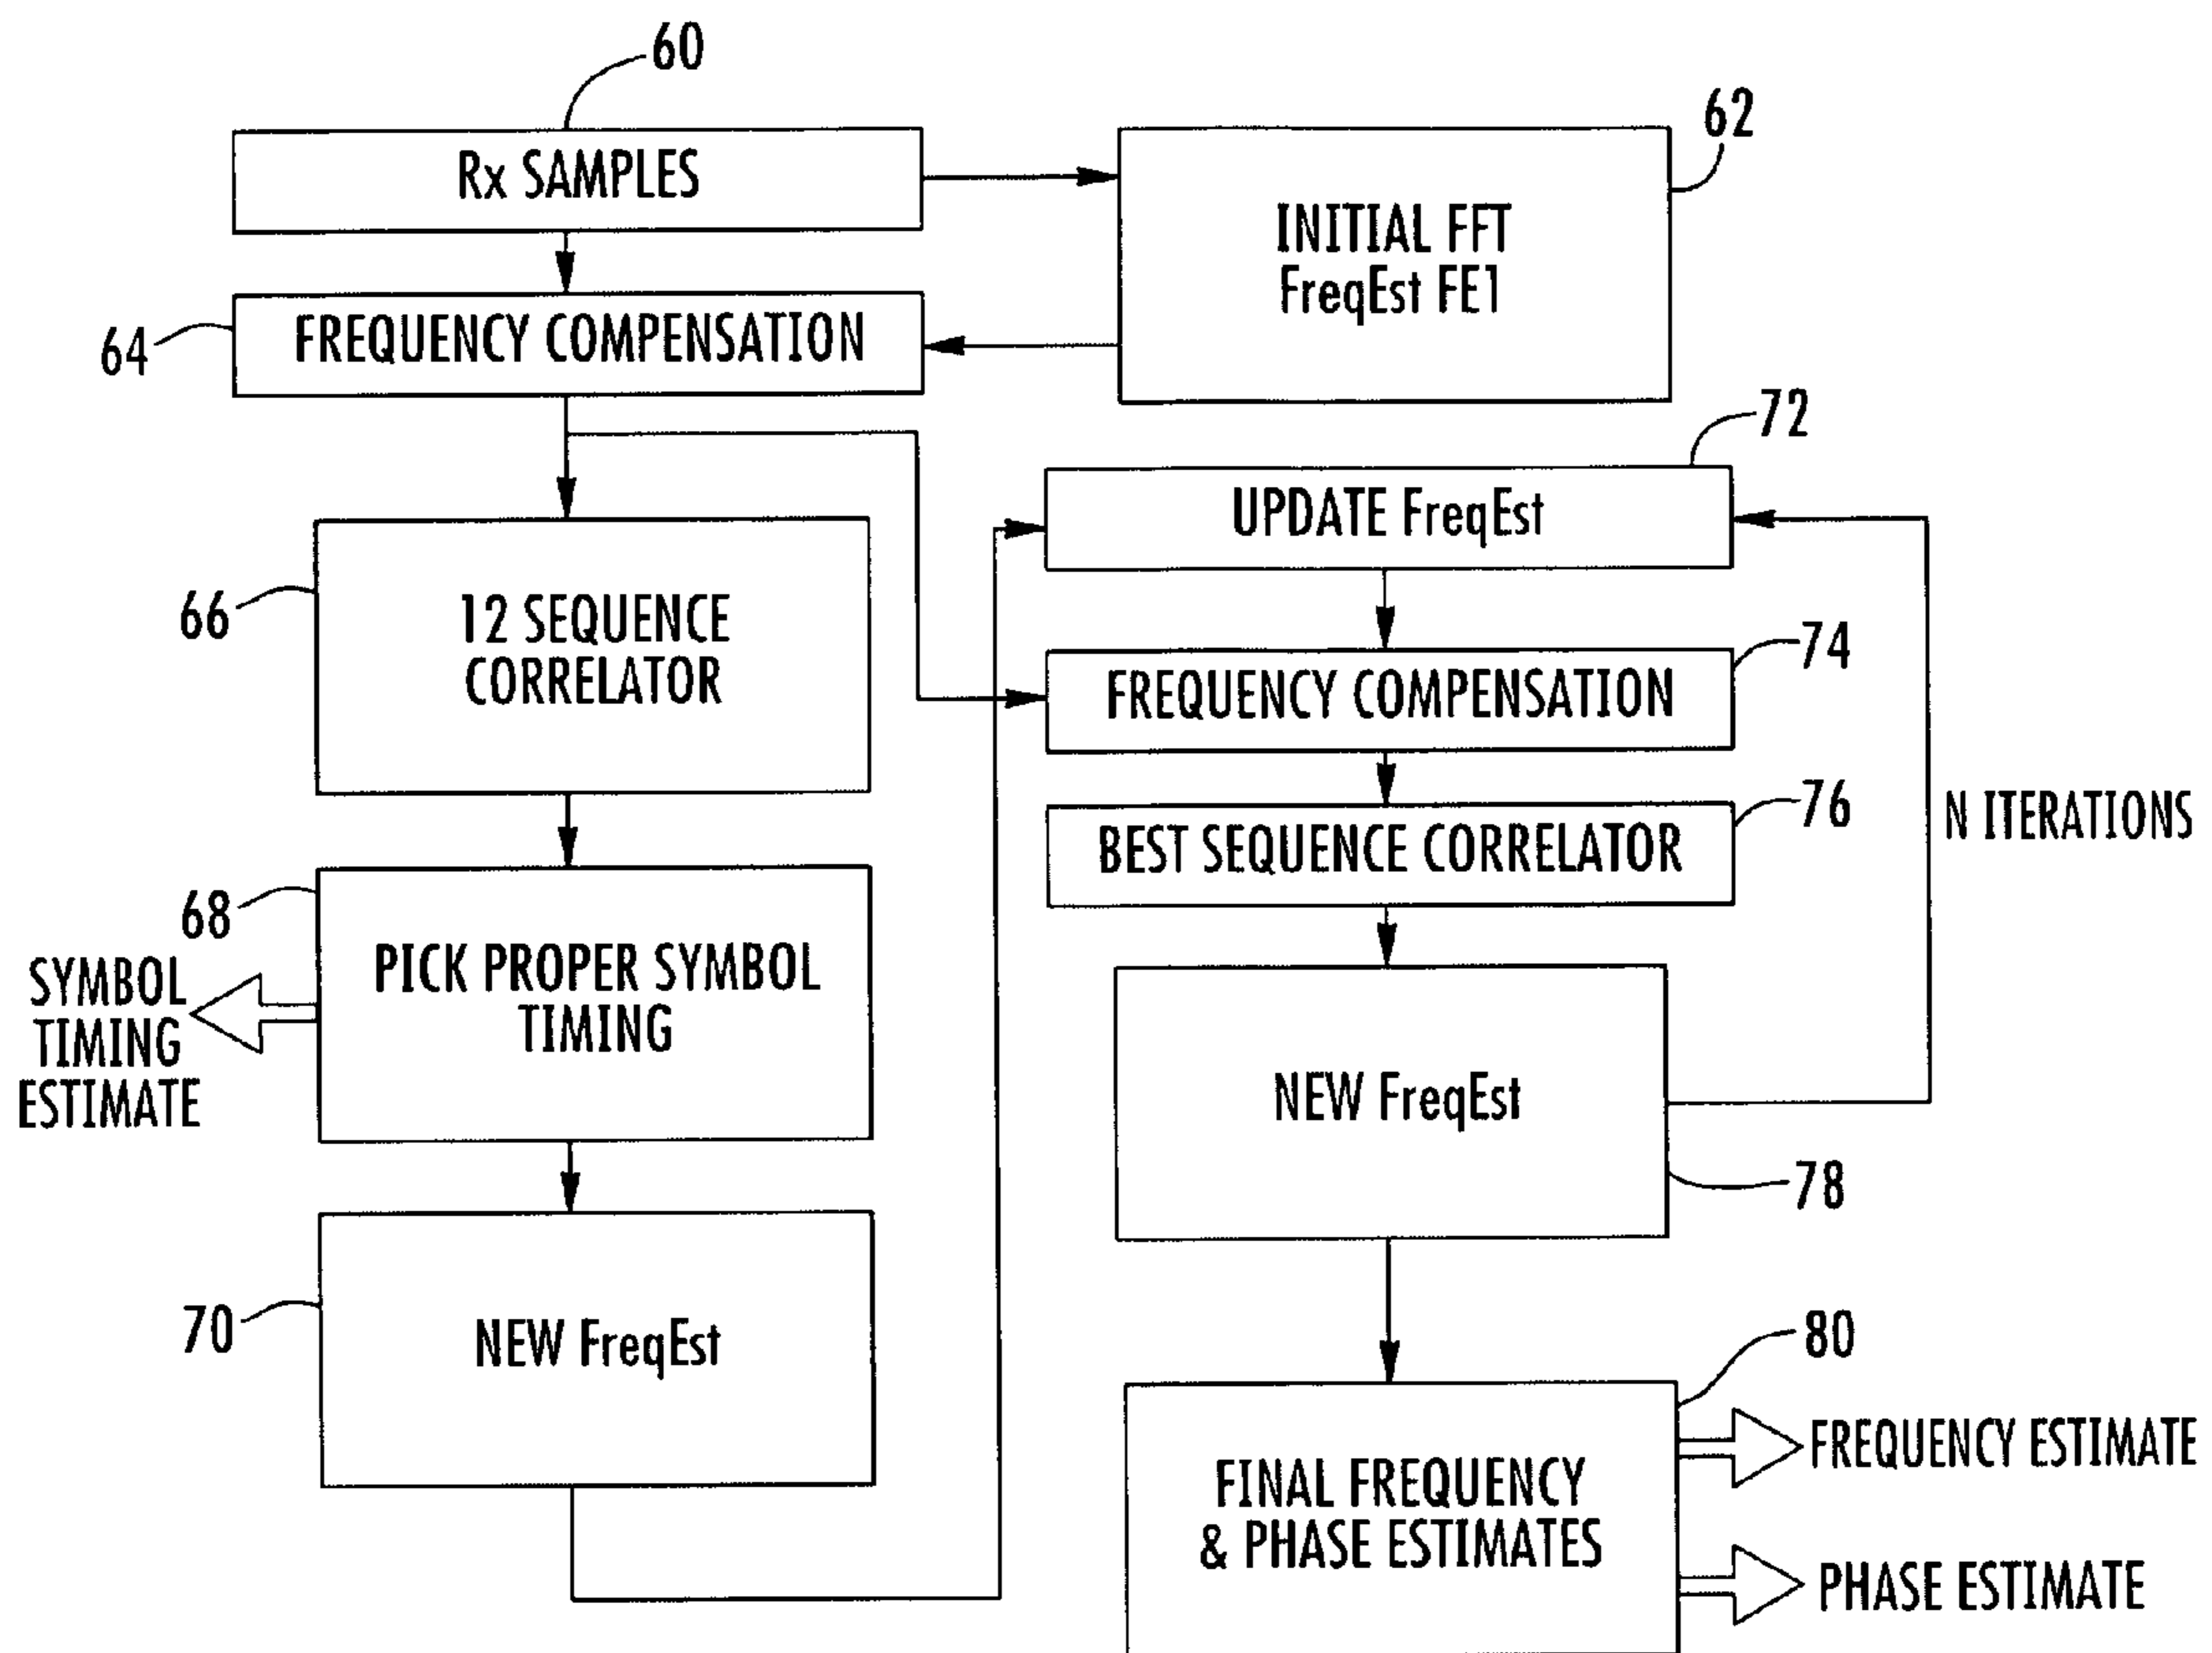 60
Rx SAMPLES
62
INITIAL FFT
FreqEst FE1
64
FREQUENCY COMPENSATION
66
12 SEQUENCE
CORRELATOR
68
PICK PROPER SYMBOL
TIMING
SYMBOL
TIMING
ESTIMATE
70
NEW FreqEst
72
UPDATE FreqEst
74
FREQUENCY COMPENSATION
76
BEST SEQUENCE CORRELATOR
N ITERATIONS
78
NEW FreqEst
80
FINAL FREQUENCY
& PHASE ESTIMATES
FREQUENCY ESTIMATE
PHASE ESTIMATE